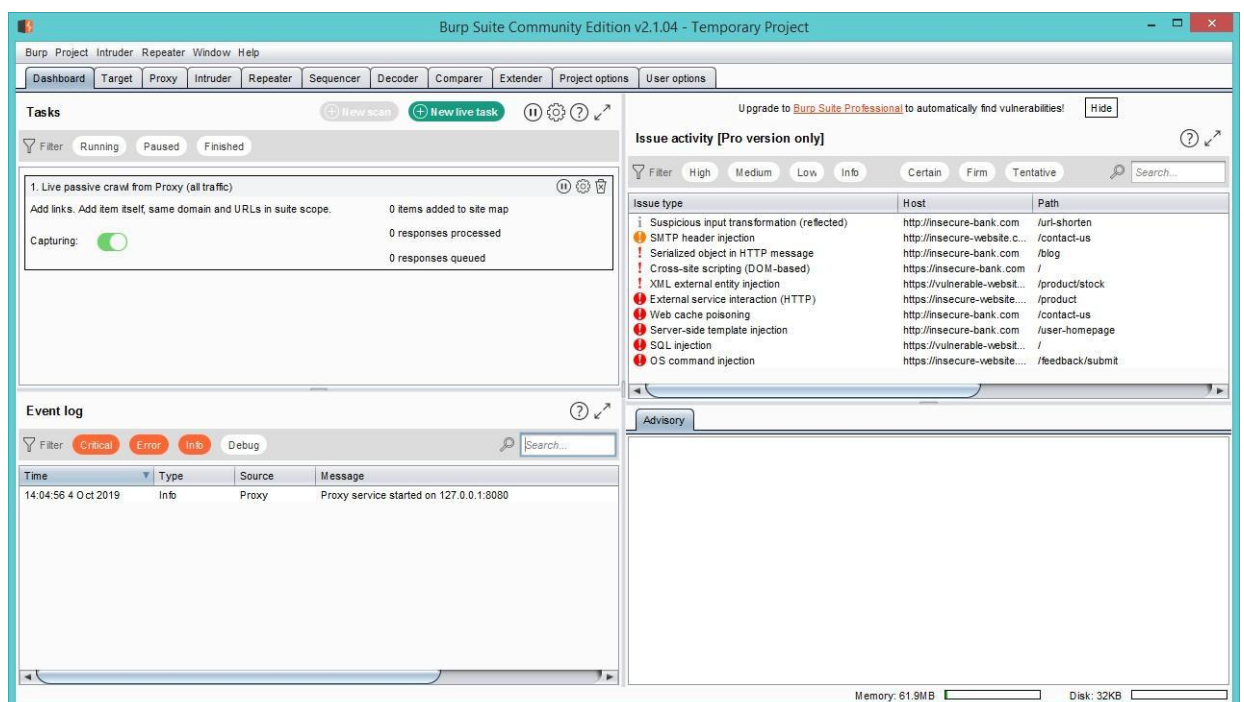 Burp Suite Community Edition v2.1.04 - Temporary Project
Burp Project Intruder Repeater Window Help
Dashboard Target Proxy Intruder Repeater Sequencer Decoder Comparer Extender Project options User options
Tasks
New scan
New live task
Filter Running Paused Finished
1. Live passive crawl from Proxy (all traffic)
Add links. Add item itself, same domain and URLs in suite scope.
0 items added to site map
Capturing:
0 responses processed
0 responses queued
Event log
Filter Critical Error Info Debug
Search...
Time Type Source Message
14:04:56 4 Oct 2019 Info Proxy Proxy service started on 127.0.0.1:8080
Upgrade to Burp Suite Professional to automatically find vulnerabilities! Hide
Issue activity [Pro version only]
Filter High Medium Low Info Certain Firm Tentative Search...
Issue type Host Path
Suspicious input transformation (reflected) http://insecure-bank.com /url-shorten
SMTP header injection http://insecure-website.c... /contact-us
Serialized object in HTTP message http://insecure-bank.com /blog
Cross-site scripting (DOM-based) https://insecure-bank.com /
XML external entity injection https://vulnerable-websit... /product/stock
External service interaction (HTTP) https://insecure-website.... /product
Web cache poisoning http://insecure-bank.com /contact-us
Server-side template injection http://insecure-bank.com /user-homepage
SQL injection https://vulnerable-websit... /
OS command injection https://insecure-website.... /feedback/submit
Advisory
Memory: 61.9MB Disk: 32KB